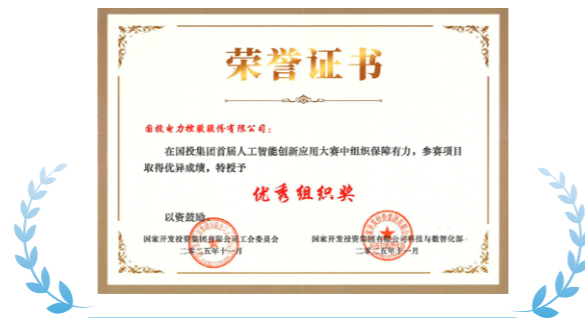 荣誉证书
国投电力控股股份有限公司：
在国投集团首届人工智能创新应用大赛中组织保障有力，参赛项目
取得优异成绩，特授予
优秀组织奖
以资鼓励。
国家开发投资集团有限公司工会委员会
国家开发投资集团有限公司科技与数智化部
二零二五年十一月
二零二五年十一月